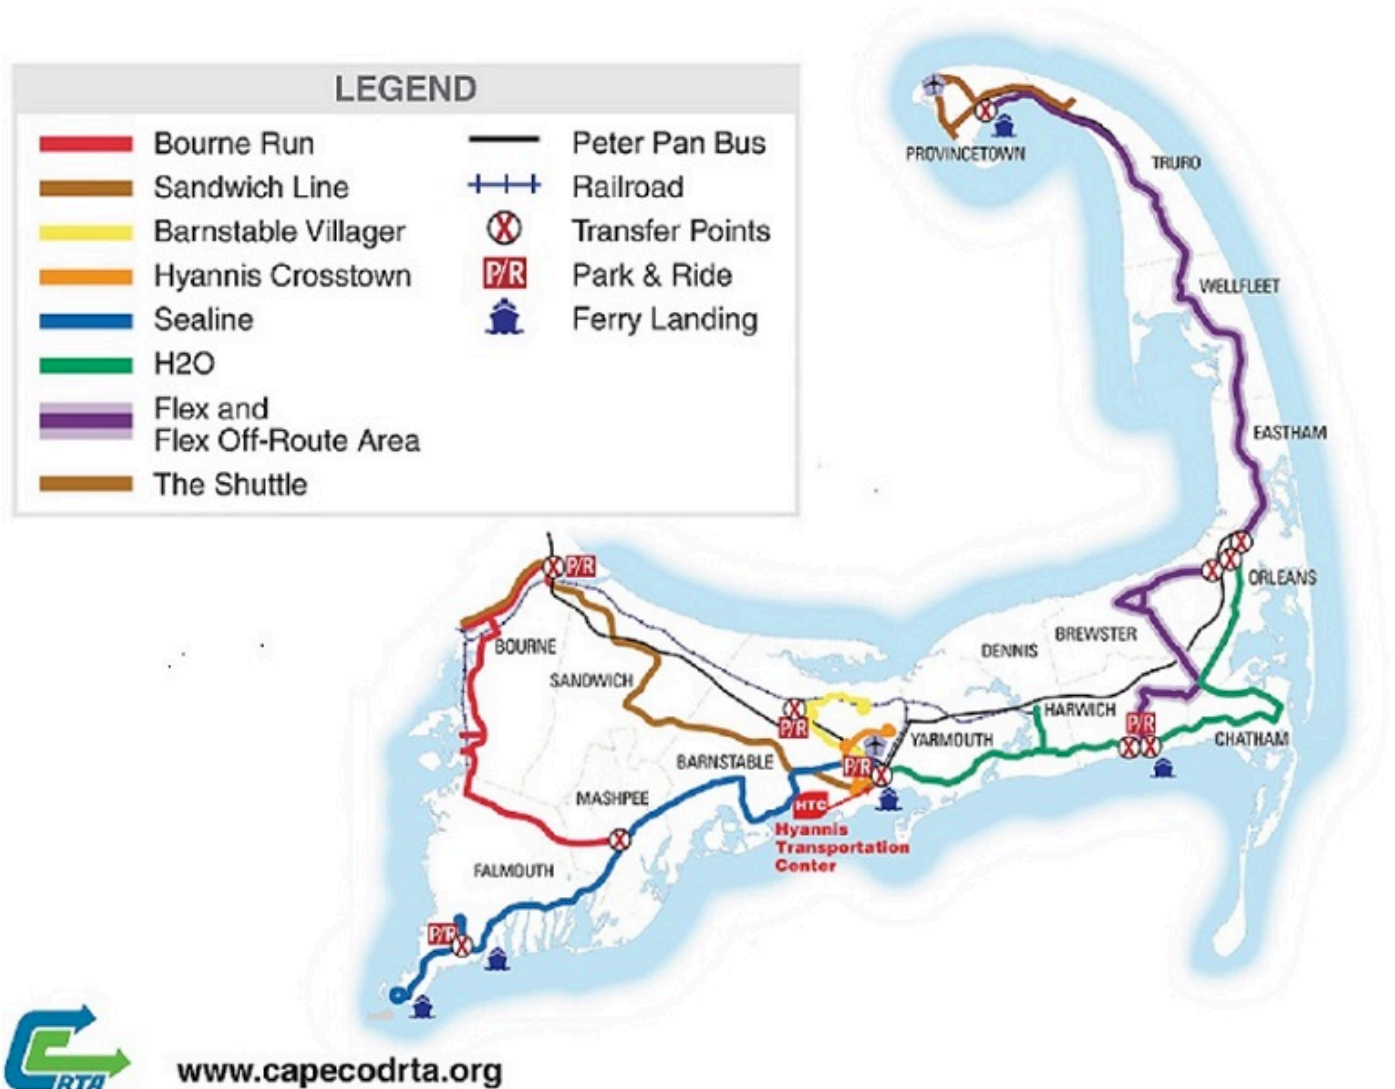 LEGEND
Bourne Run
Sandwich Line
Barnstable Villager
Hyannis Crosstown
Sealine
H2O
Flex and
Flex Off-Route Area
The Shuttle
Peter Pan Bus
Railroad
X Transfer Points
P/R Park & Ride
Ferry Landing
PROVINCETOWN
X
TRURO
WELLFLEET
EASTHAM
X
X
X
ORLEANS
X P/R
BOURNE
SANDWICH
BREWSTER
DENNIS
HARWICH
X
P/R
YARMOUTH
P/R
X X
CHATHAM
BARNSTABLE
P/R
X
MASHPEE
HTC
Hyannis
Transportation
Center
X
FALMOUTH
P/R
X
RTA
www.capecodrta.org